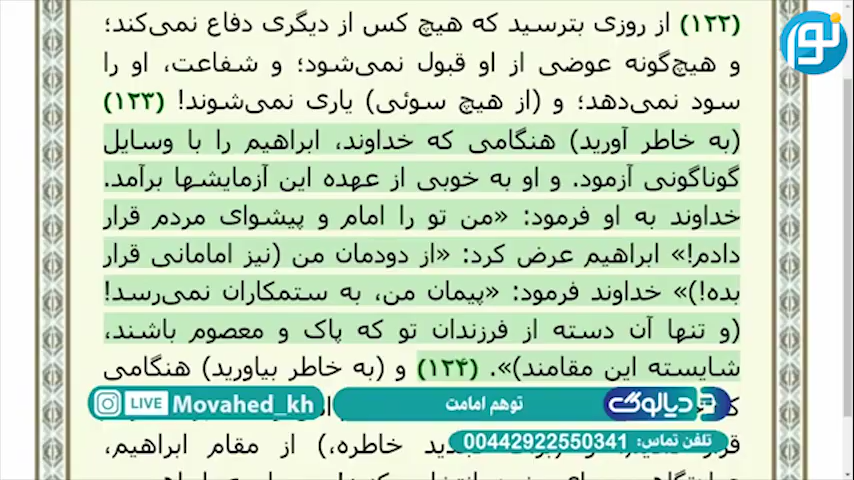 (۱۲۲) از روزی بترسید که هیچ کس از دیگری دفاع نمی‌کند؛
و هیچ‌گونه عوضی از او قبول نمی‌شود؛ و شفاعت، او را
سود نمی‌دهد؛ و (از هیچ سوئی) یاری نمی‌شوند! (۱۲۳)
(به خاطر آورید) هنگامی که خداوند، ابراهیم را با وسایل
گوناگونی آزمود. و او به خوبی از عهده این آزمایشها برآمد.
خداوند به او فرمود: «من تو را امام و پیشوای مردم قرار
دادم!» ابراهیم عرض کرد: «از دودمان من (نیز امامانی قرار
بده!)» خداوند فرمود: «پیمان من، به ستمکاران نمی‌رسد!
(و تنها آن دسته از فرزندان تو که پاک و معصوم باشند،
شایسته این مقامند)». (۱۲۴) و (به خاطر بیاورید) هنگامی
دیالوگ
توهم امامت
LIVE Movahed_kh
تلفن تماس: 00442922550341
خاطره،) از مقام ابراهیم،
نور